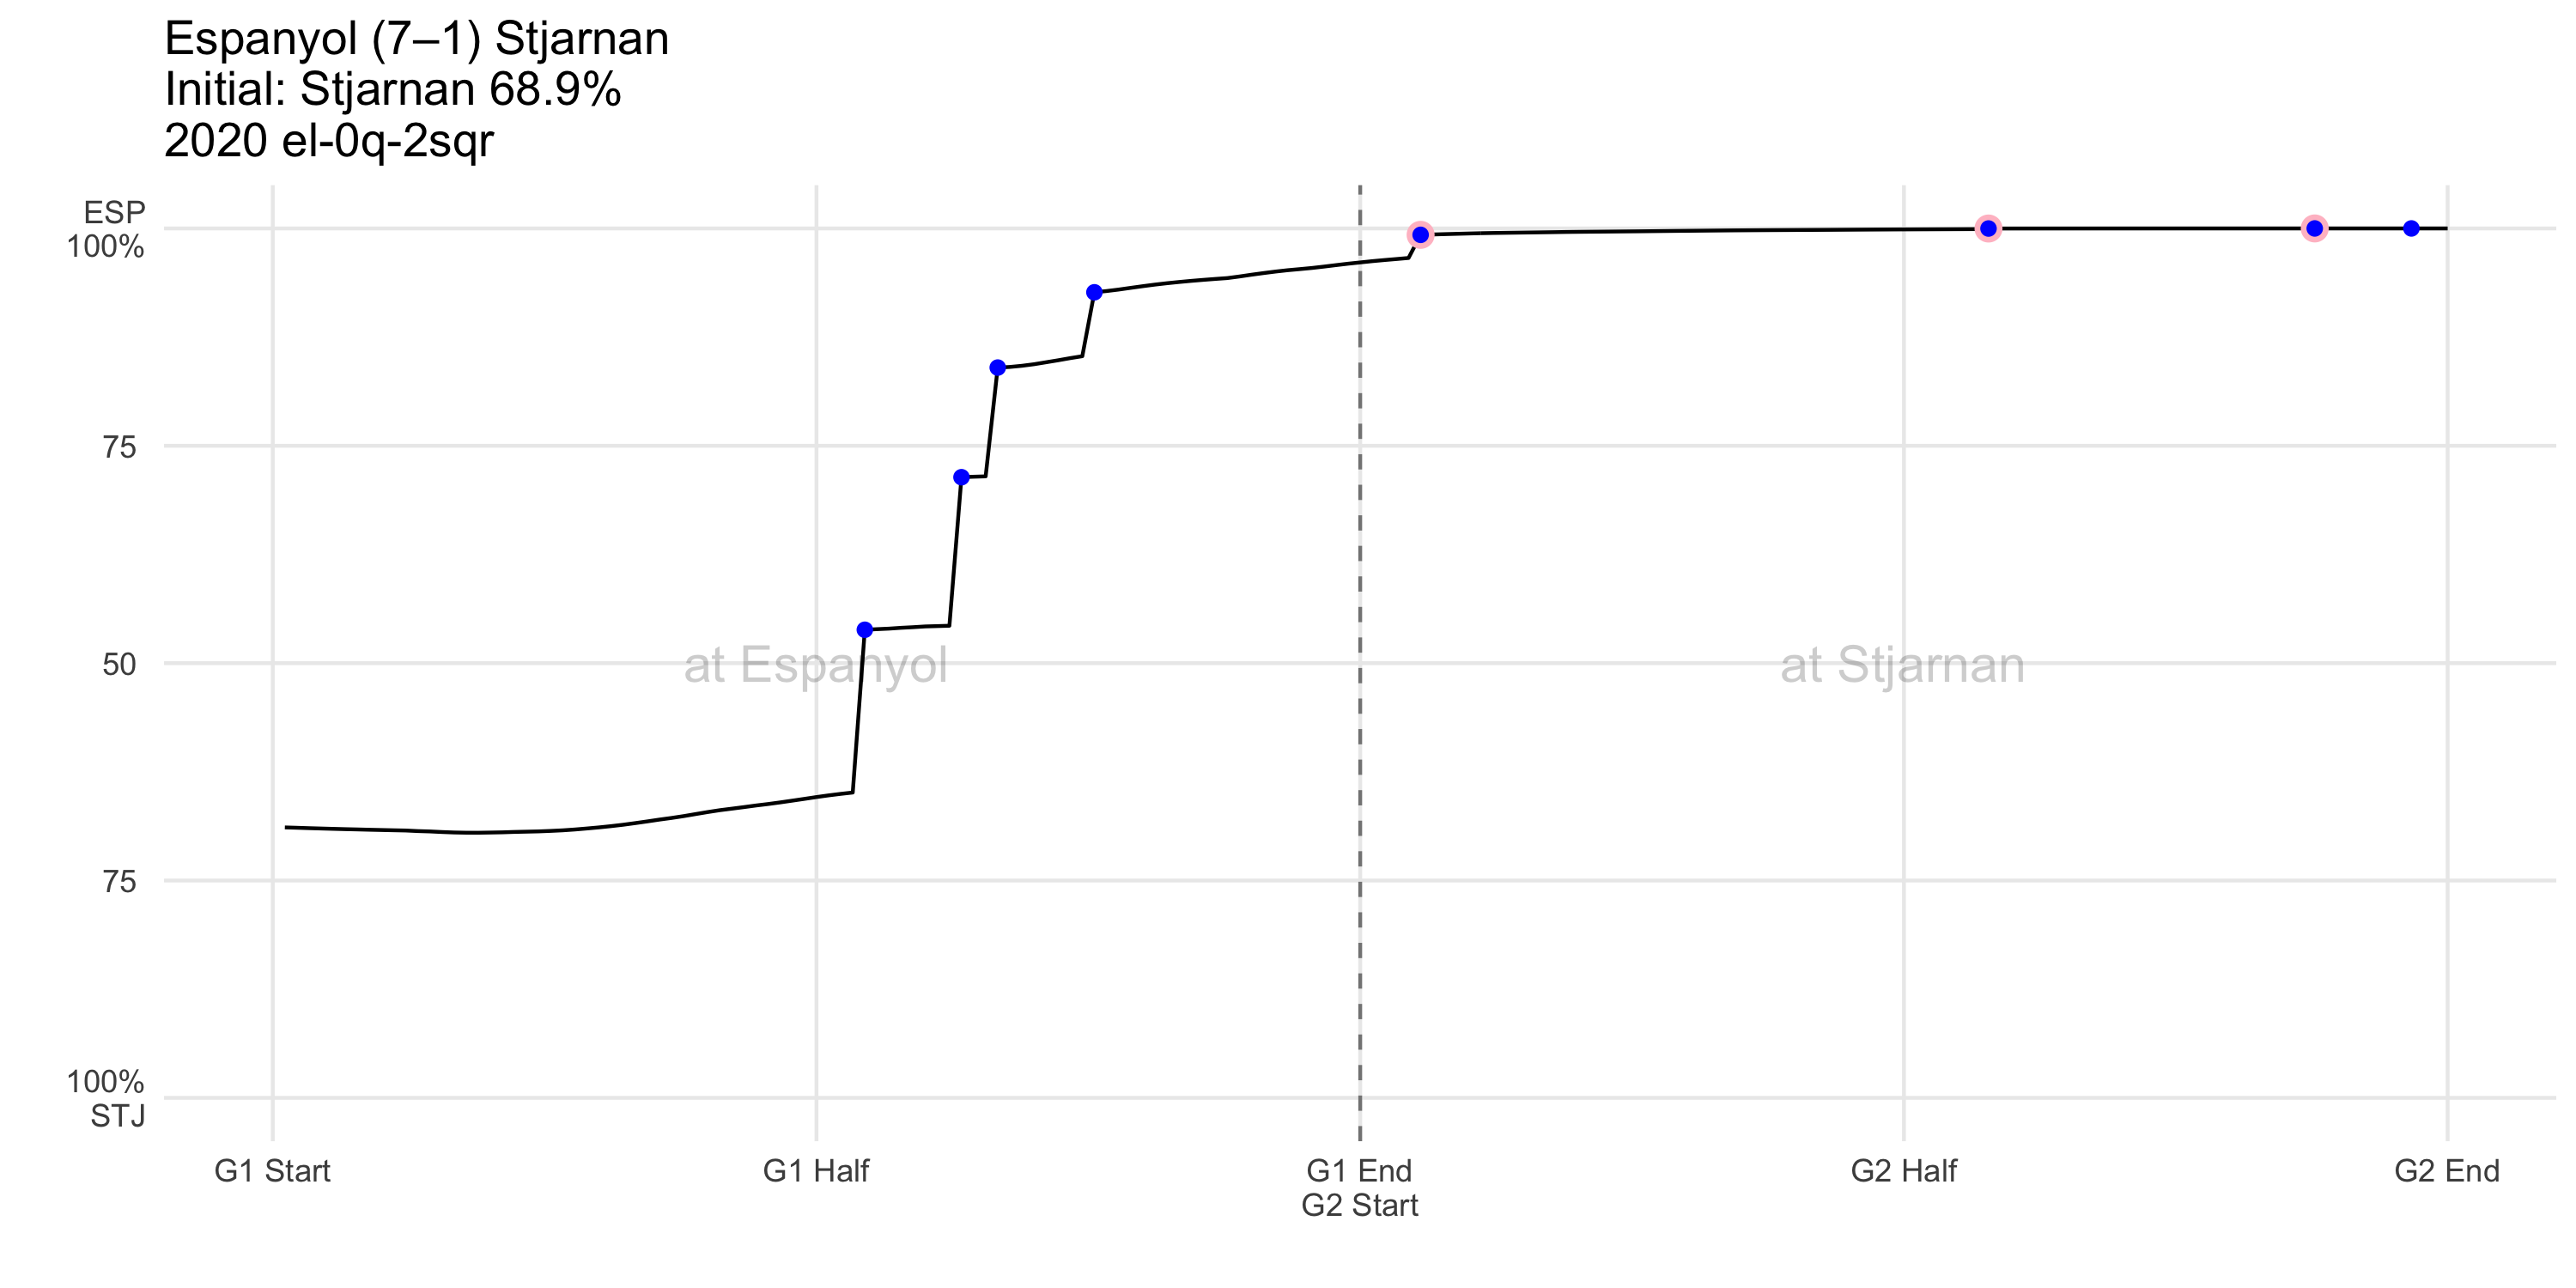 Espanyol (7–1) Stjarnan
Initial: Stjarnan 68.9%
2020 el-0q-2sqr
ESP
100%
75
50
75
100%
STJ
at Espanyol
at Stjarnan
G1 Start
G1 Half
G1 End
G2 Start
G2 Half
G2 End